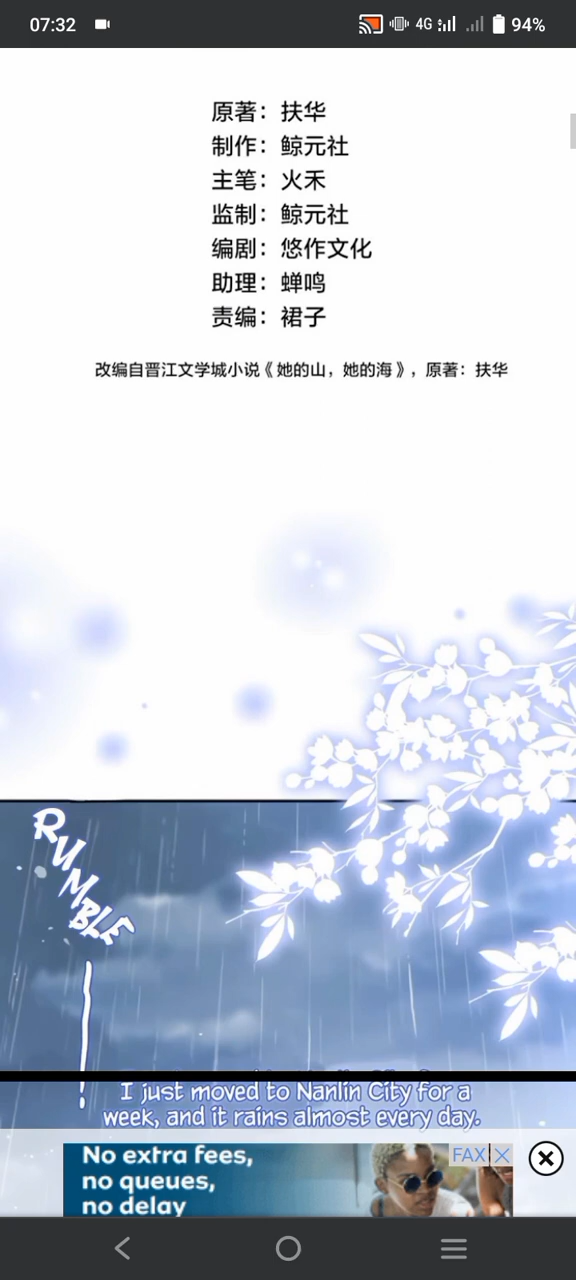 07:32
4G
94%
原著：扶华
制作：鲸元社
主笔：火禾
监制：鲸元社
编剧：悠作文化
助理：蝉鸣
责编：裙子
改编自晋江文学城小说《她的山，她的海》，原著：扶华
RUMBLE
I just moved to Nanlin City for a
week, and it rains almost every day.
No extra fees,
no queues,
no delay
FAX